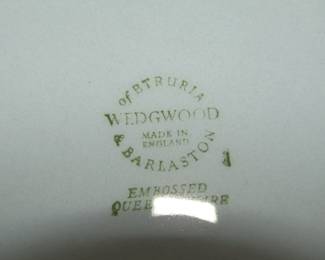 of ETRURIA
WEDGWOOD
MADE IN
ENGLAND
& BARLASTON
EMBOSSED